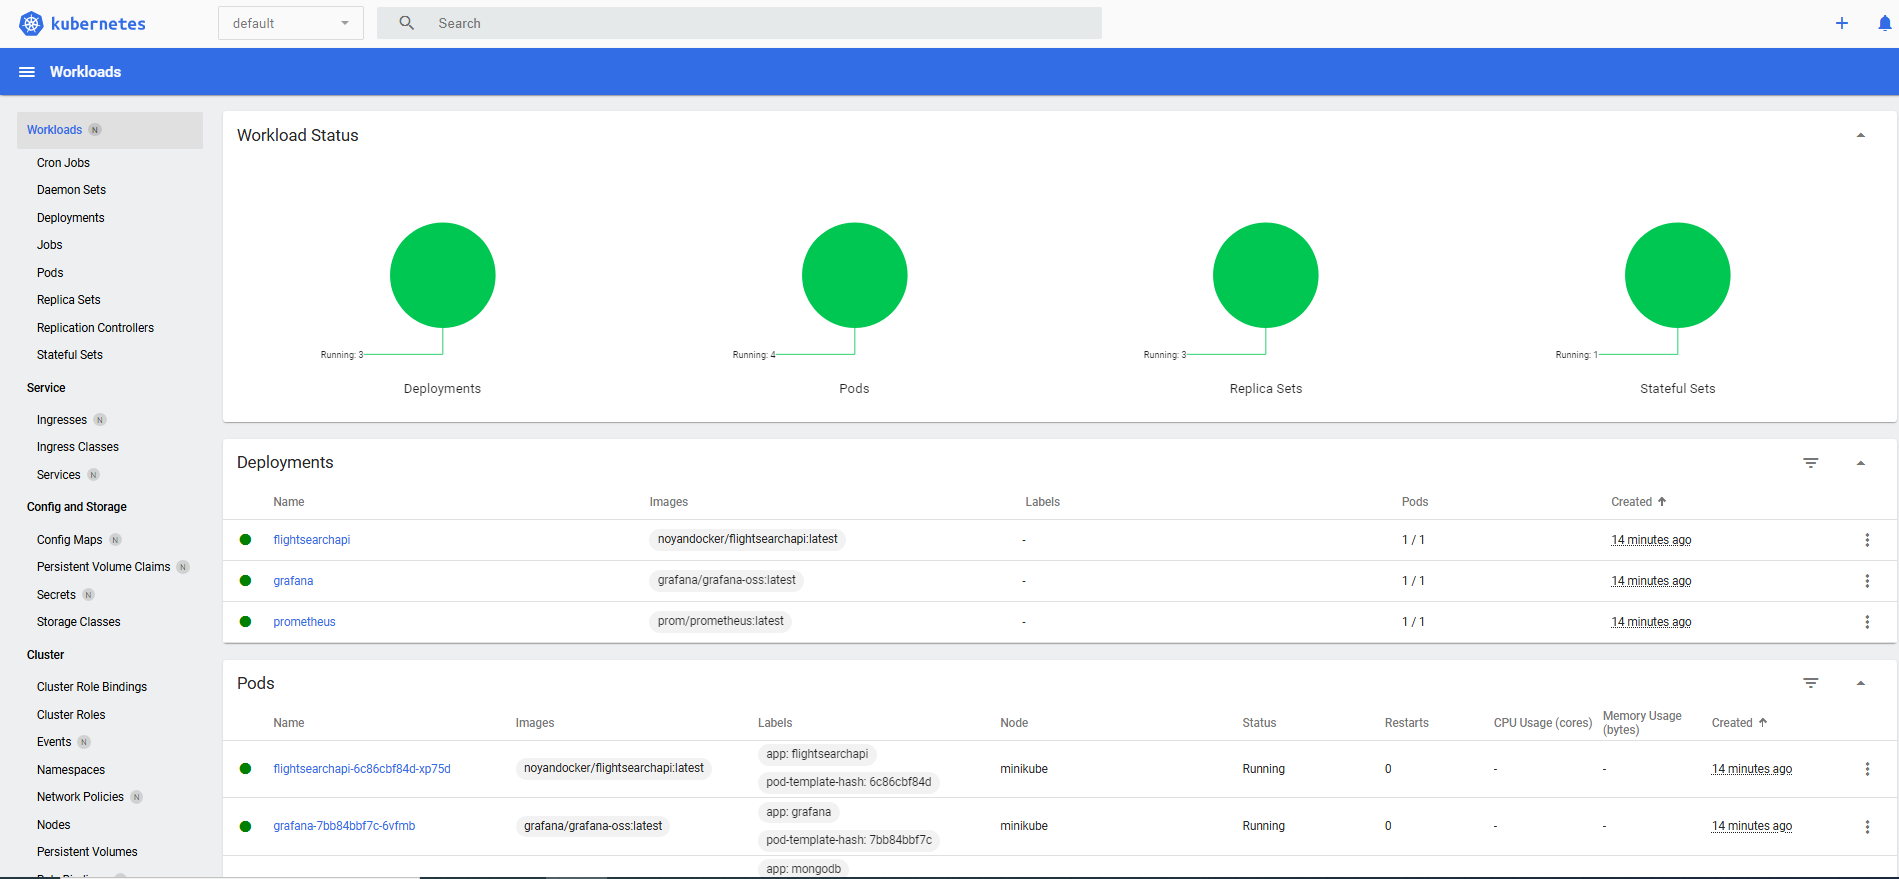 kubernetes
default
Search
Workloads
Workloads N
Cron Jobs
Daemon Sets
Deployments
Jobs
Pods
Replica Sets
Replication Controllers
Stateful Sets
Service
Ingresses N
Ingress Classes
Services N
Config and Storage
Config Maps N
Persistent Volume Claims N
Secrets N
Storage Classes
Cluster
Cluster Role Bindings
Cluster Roles
Events N
Namespaces
Network Policies N
Nodes
Persistent Volumes
Workload Status
Running: 3
Deployments
Running: 4
Pods
Running: 3
Replica Sets
Running: 1
Stateful Sets
Deployments
Name Images Labels Pods Created
flightsearchapi noyandocker/flightsearchapi:latest - 1 / 1 14 minutes ago
grafana grafana/grafana-oss:latest - 1 / 1 14 minutes ago
prometheus prom/prometheus:latest - 1 / 1 14 minutes ago
Pods
Name Images Labels Node Status Restarts CPU Usage (cores) Memory Usage (bytes) Created
app: flightsearchapi
flightsearchapi-6c86cbf84d-xp75d noyandocker/flightsearchapi:latest minikube Running 0 - - 14 minutes ago
pod-template-hash: 6c86cbf84d
app: grafana
grafana-7bb84bbf7c-6vfmb grafana/grafana-oss:latest minikube Running 0 - - 14 minutes ago
pod-template-hash: 7bb84bbf7c
app: mongodb